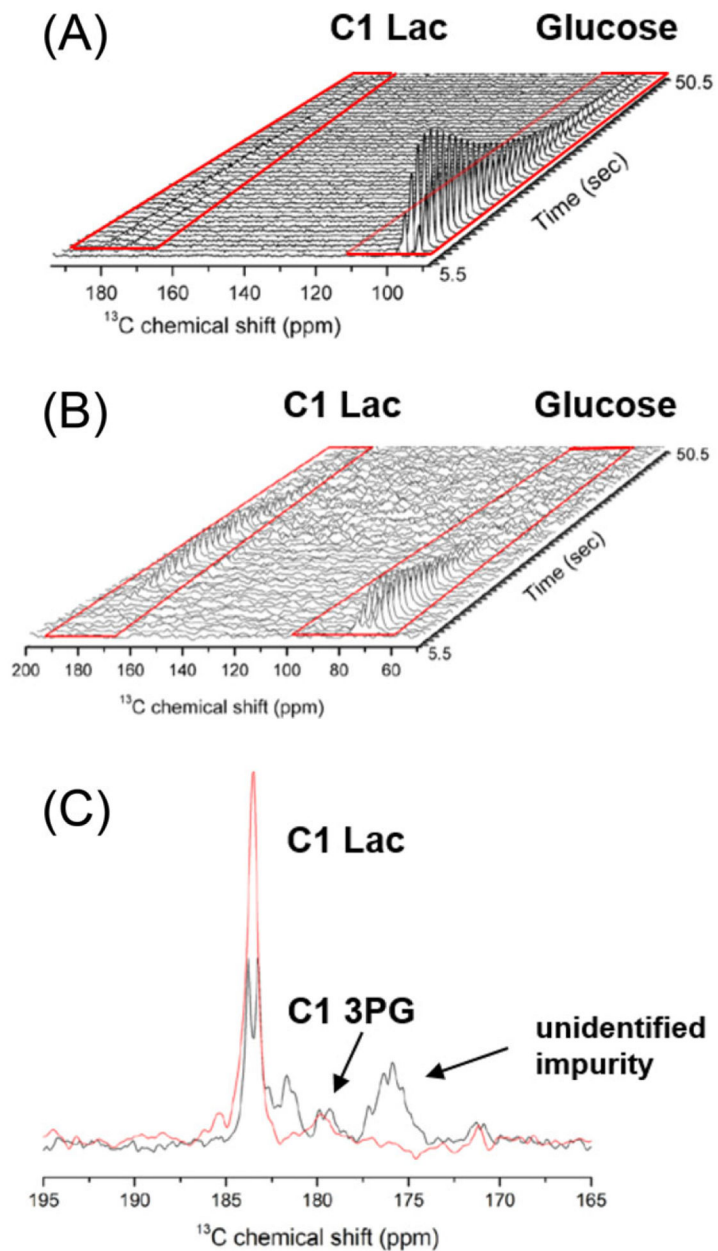 (A)
C1 Lac Glucose
50.5
Time (sec)
5.5
180 160 140 120 100
13C chemical shift (ppm)
(B)
C1 Lac Glucose
50.5
Time (sec)
5.5
200 180 160 140 120 100 80 60
13C chemical shift (ppm)
(C)
C1 Lac
C1 3PG
unidentified
impurity
195 190 185 180 175 170 165
13C chemical shift (ppm)